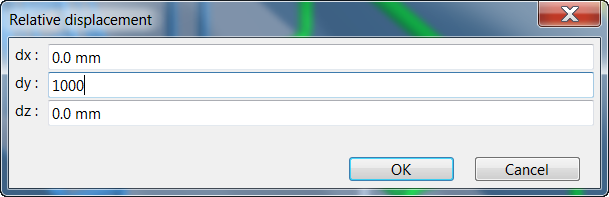 Relative displacement
dx : 0.0 mm
dy : 1000
dz : 0.0 mm
OK Cancel